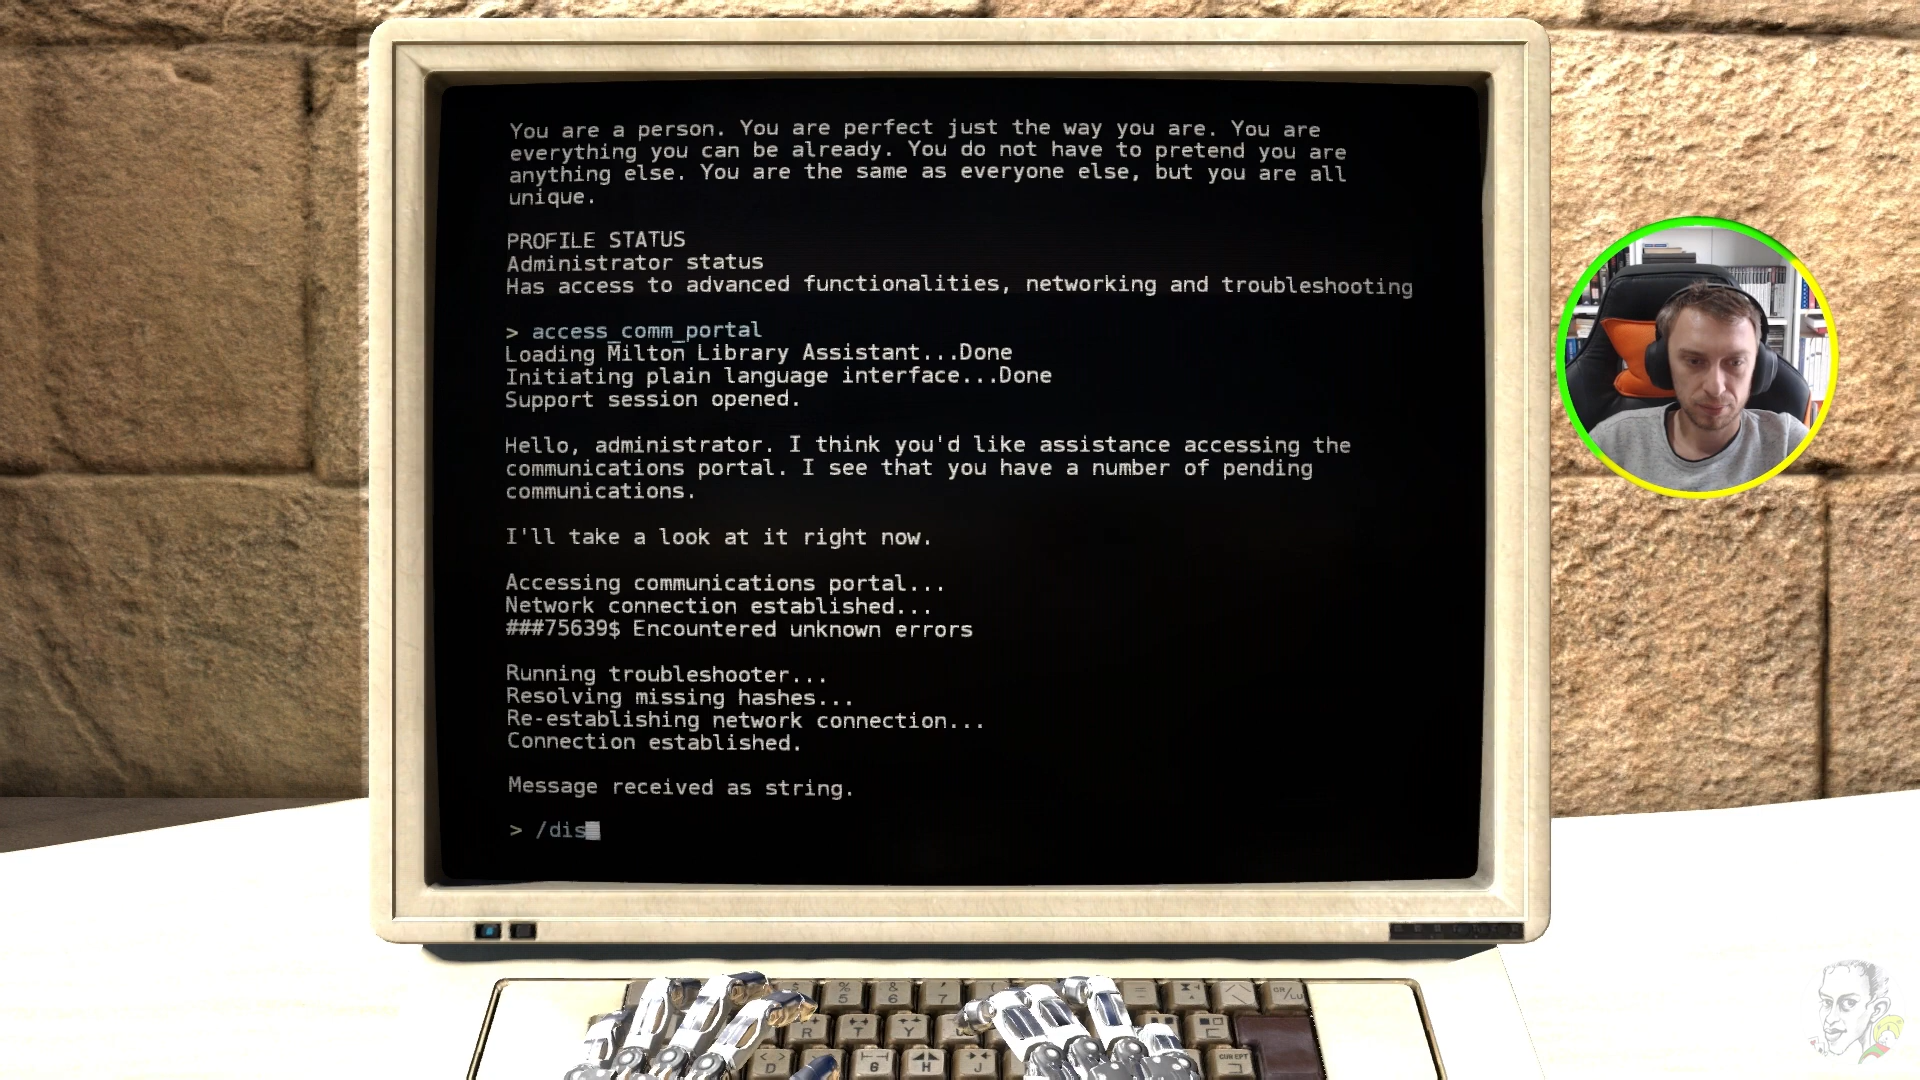 You are a person. You are perfect just the way you are. You are
everything you can be already. You do not have to pretend you are
anything else. You are the same as everyone else, but you are all
unique.
PROFILE STATUS
Administrator status
Has access to advanced functionalities, networking and troubleshooting
> access_comm_portal
Loading Milton Library Assistant...Done
Initiating plain language interface...Done
Support session opened.
Hello, administrator. I think you'd like assistance accessing the
communications portal. I see that you have a number of pending
communications.
I'll take a look at it right now.
Accessing communications portal...
Network connection established...
###75639$ Encountered unknown errors
Running troubleshooter...
Resolving missing hashes...
Re-establishing network connection...
Connection established.
Message received as string.
> /dis
5 6 7
R T Y
D G H J